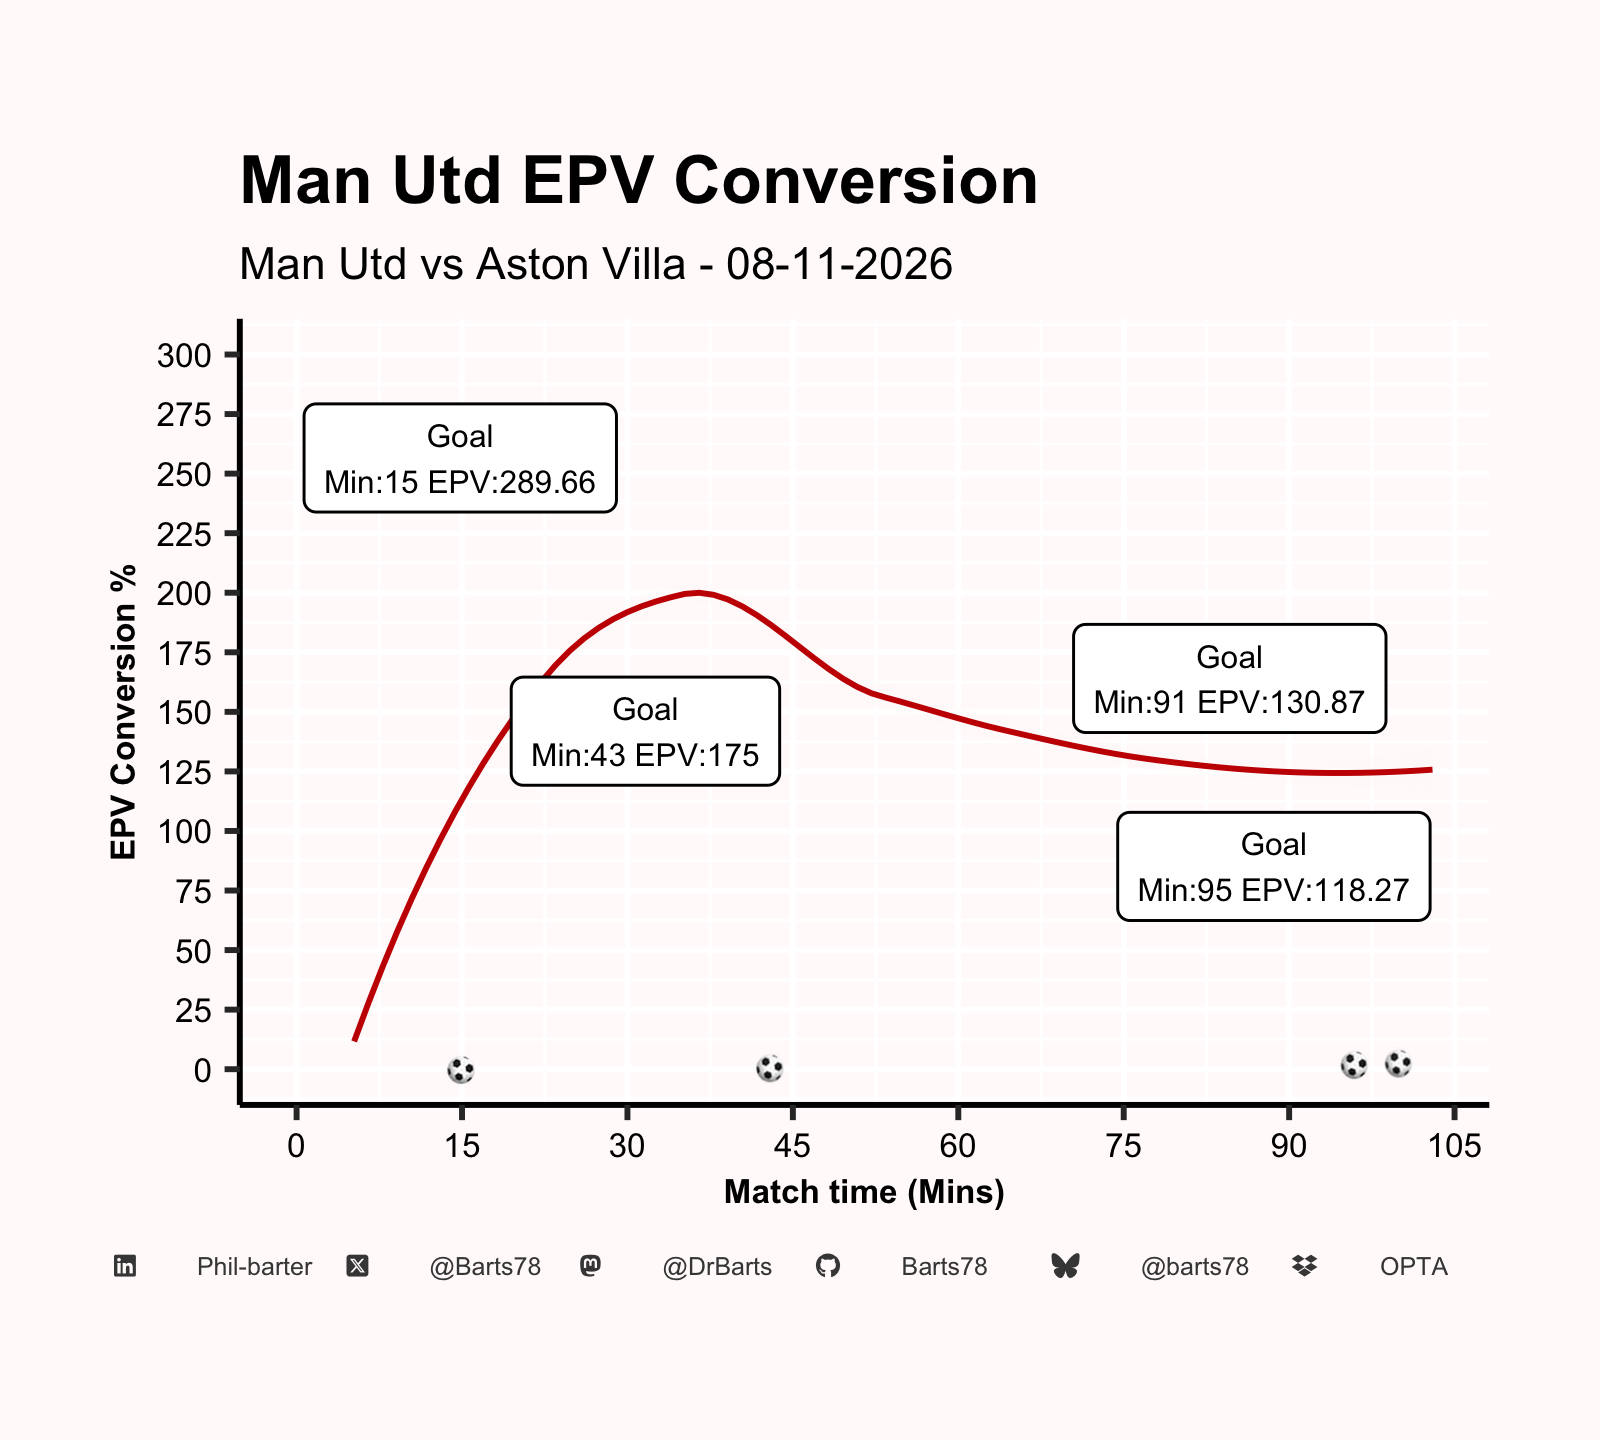 Man Utd EPV Conversion
Man Utd vs Aston Villa - 08-11-2026
EPV Conversion %
300
275
250
225
200
175
150
125
100
75
50
25
0
Goal
Min:15 EPV:289.66
Goal
Min:43 EPV:175
Goal
Min:91 EPV:130.87
Goal
Min:95 EPV:118.27
0 15 30 45 60 75 90 105
Match time (Mins)
Phil-barter @Barts78 @DrBarts Barts78 @barts78 OPTA